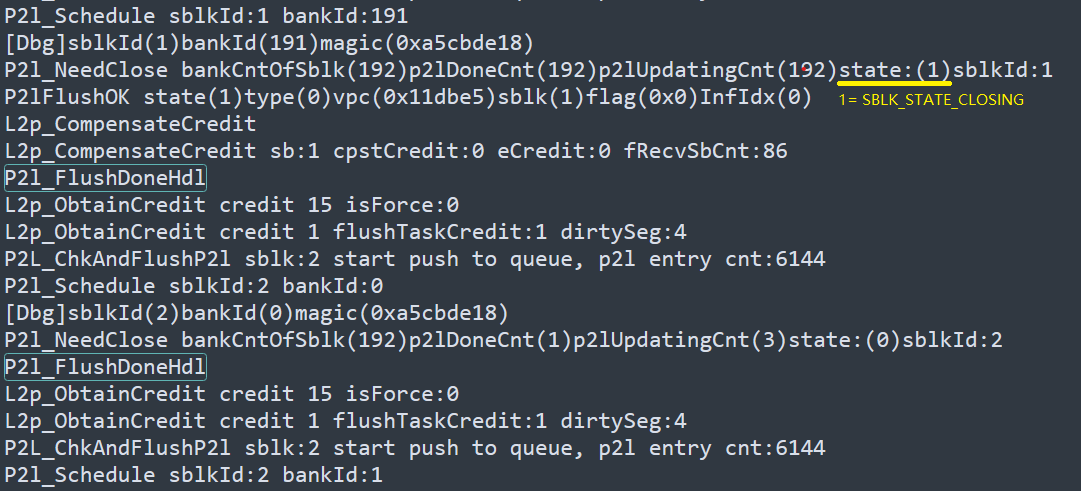 P2l_Schedule sblkId:1 bankId:191
[Dbg]sblkId(1)bankId(191)magic(0xa5cbde18)
P2l_NeedClose bankCntOfSblk(192)p2lDoneCnt(192)p2lUpdatingCnt(192)state:(1)sblkId:1
P2lFlushOK state(1)type(0)vpc(0x11dbe5)sblk(1)flag(0x0)InfIdx(0)
1= SBLK_STATE_CLOSING
L2p_CompensateCredit
L2p_CompensateCredit sb:1 cpstCredit:0 eCredit:0 fRecvSbCnt:86
P2l_FlushDoneHdl
L2p_ObtainCredit credit 15 isForce:0
L2p_ObtainCredit credit 1 flushTaskCredit:1 dirtySeg:4
P2L_ChkAndFlushP2l sblk:2 start push to queue, p2l entry cnt:6144
P2l_Schedule sblkId:2 bankId:0
[Dbg]sblkId(2)bankId(0)magic(0xa5cbde18)
P2l_NeedClose bankCntOfSblk(192)p2lDoneCnt(1)p2lUpdatingCnt(3)state:(0)sblkId:2
P2l_FlushDoneHdl
L2p_ObtainCredit credit 15 isForce:0
L2p_ObtainCredit credit 1 flushTaskCredit:1 dirtySeg:4
P2L_ChkAndFlushP2l sblk:2 start push to queue, p2l entry cnt:6144
P2l_Schedule sblkId:2 bankId:1